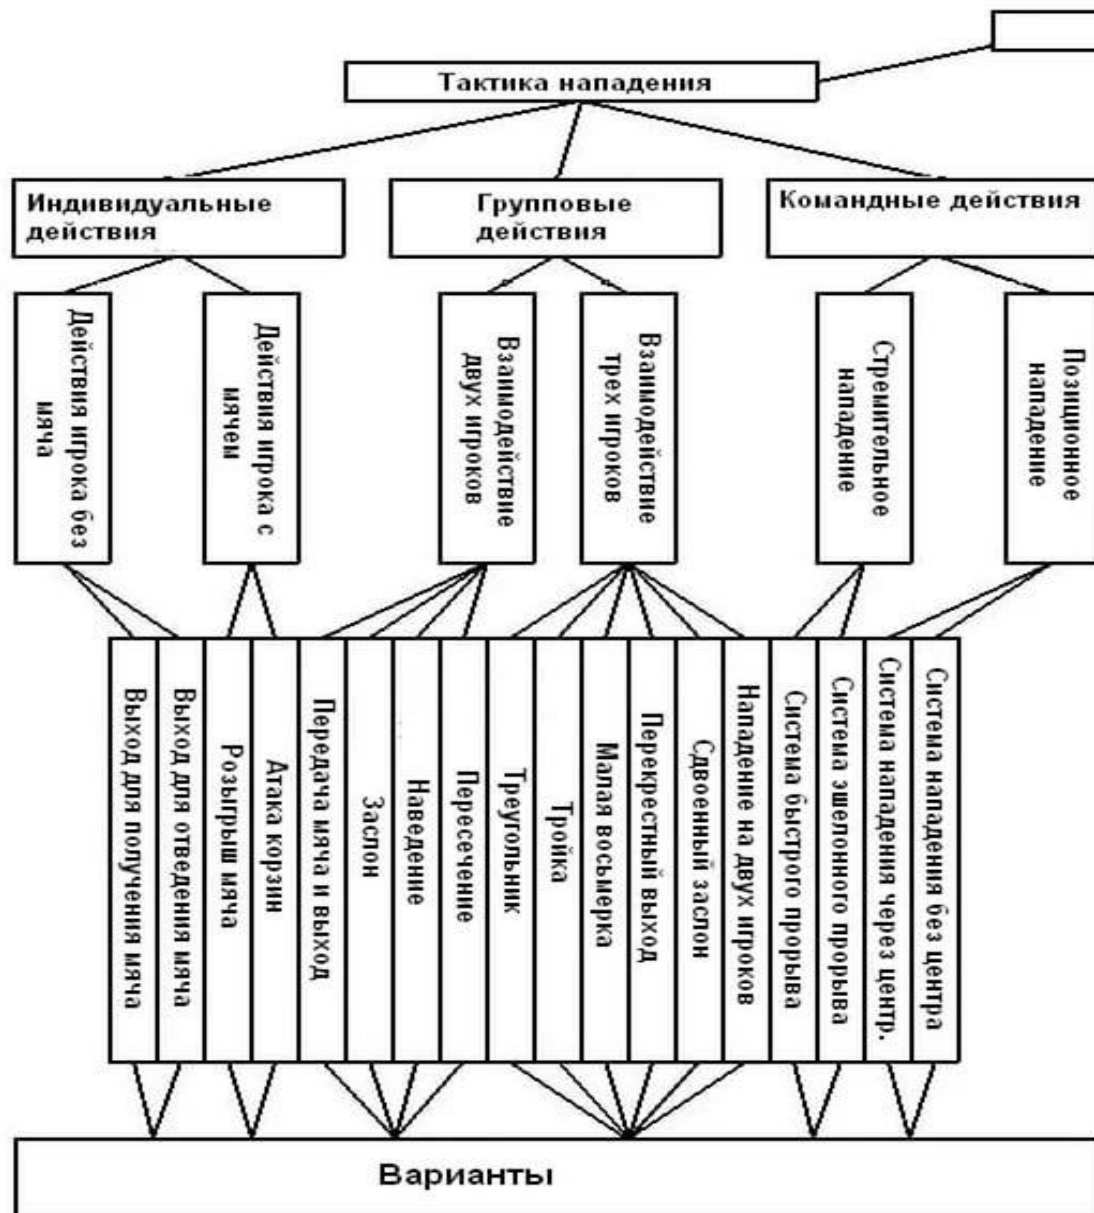 Тактика нападения
Индивидуальные
действия
Групповые
действия
Командные действия
Действия игрока без
мяча
Действия игрока с
мячем
Взаимодействие
двух игроков
Взаимодействие
трех игроков
Стремительное
нападение
Позиционное
нападение
Выход для получения мяча
Выход для отведения мяча
Розыгрыш мяча
Атака корзин
Передача мяча и выход
Заслон
Наведение
Пересечение
Треугольник
Тройка
Малая восьмерка
Перекрестный выход
Сдвоенный заслон
Нападение на двух игроков
Система быстрого прорыва
Система эшелонного прорыва
Система нападения через центр.
Система нападения без центра
Варианты